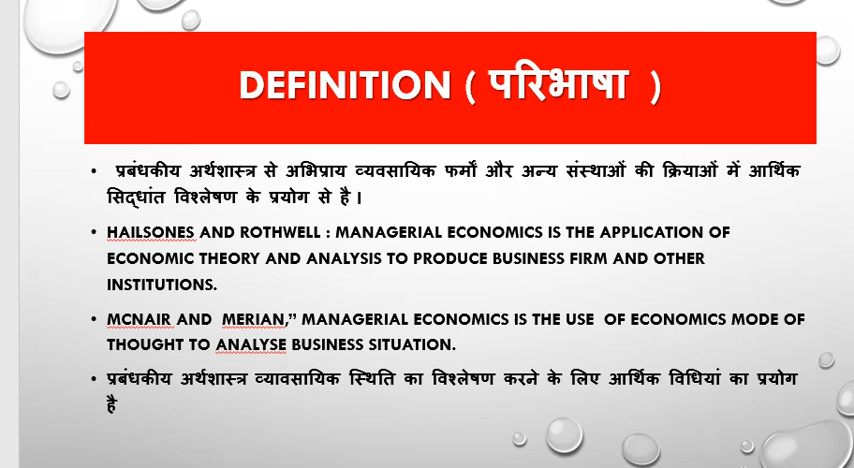 DEFINITION ( परिभाषा )
• प्रबंधकीय अर्थशास्त्र से अभिप्राय व्यवसायिक फर्मों और अन्य संस्थाओं की क्रियाओं में आर्थिक
सिद्धांत विश्लेषण के प्रयोग से है ।
• HAILSONES AND ROTHWELL : MANAGERIAL ECONOMICS IS THE APPLICATION OF
ECONOMIC THEORY AND ANALYSIS TO PRODUCE BUSINESS FIRM AND OTHER
INSTITUTIONS.
• MCNAIR AND MERIAN,” MANAGERIAL ECONOMICS IS THE USE OF ECONOMICS MODE OF
THOUGHT TO ANALYSE BUSINESS SITUATION.
• प्रबंधकीय अर्थशास्त्र व्यावसायिक स्थिति का विश्लेषण करने के लिए आर्थिक विधियां का प्रयोग
है